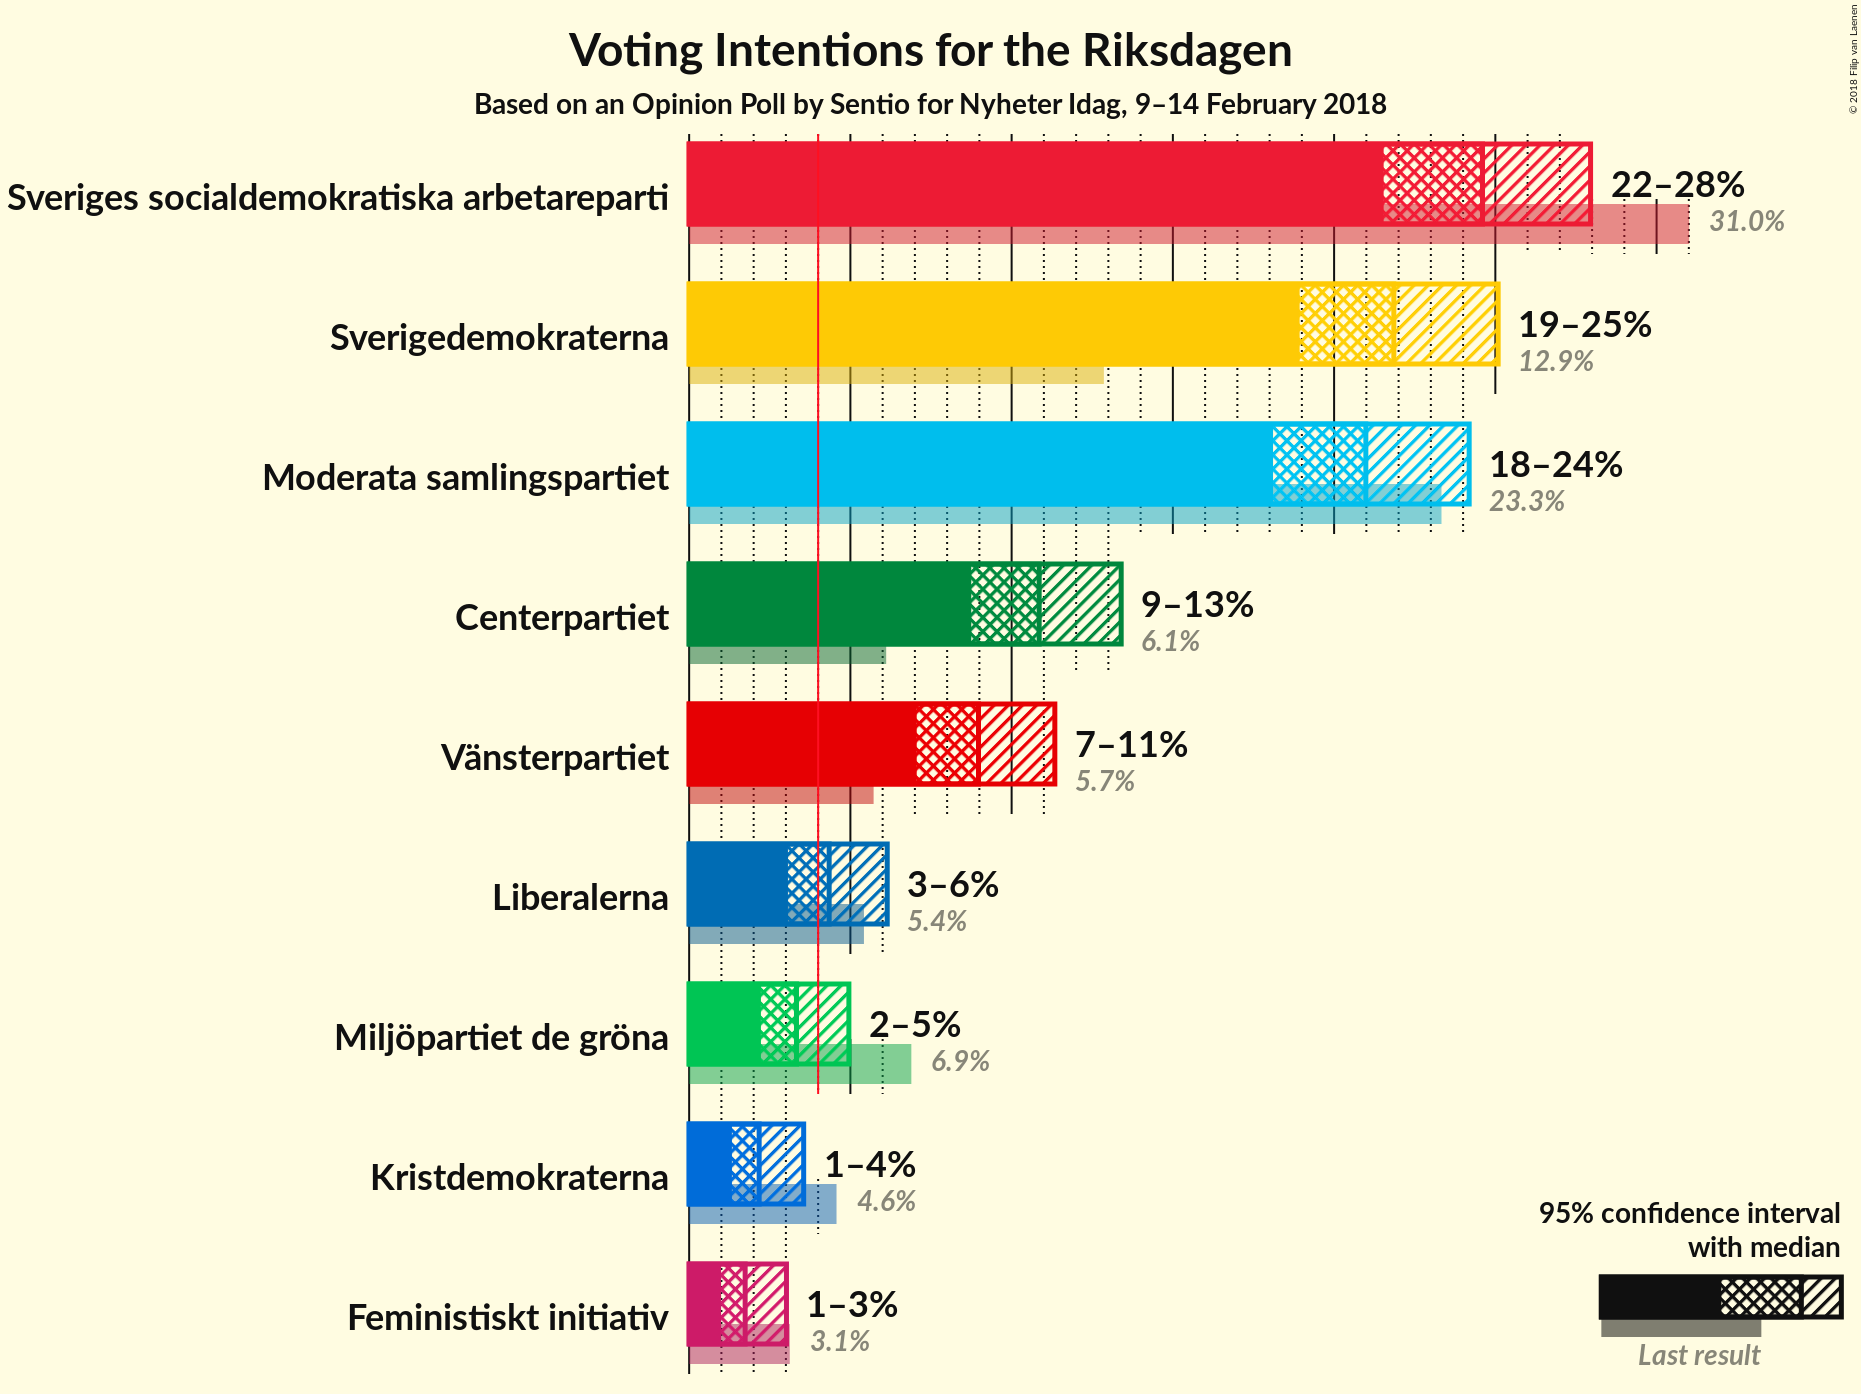 Voting Intentions for the Riksdagen
Based on an Opinion Poll by Sentio for Nyheter Idag, 9–14 February 2018
© 2018 Filip van Laenen
Sveriges socialdemokratiska arbetareparti
22–28%
31.0%
Sverigedemokraterna
19–25%
12.9%
Moderata samlingspartiet
18–24%
23.3%
Centerpartiet
9–13%
6.1%
Vänsterpartiet
7–11%
5.7%
Liberalerna
3–6%
5.4%
Miljöpartiet de gröna
2–5%
6.9%
Kristdemokraterna
1–4%
4.6%
Feministiskt initiativ
1–3%
3.1%
95% confidence interval
with median
Last result